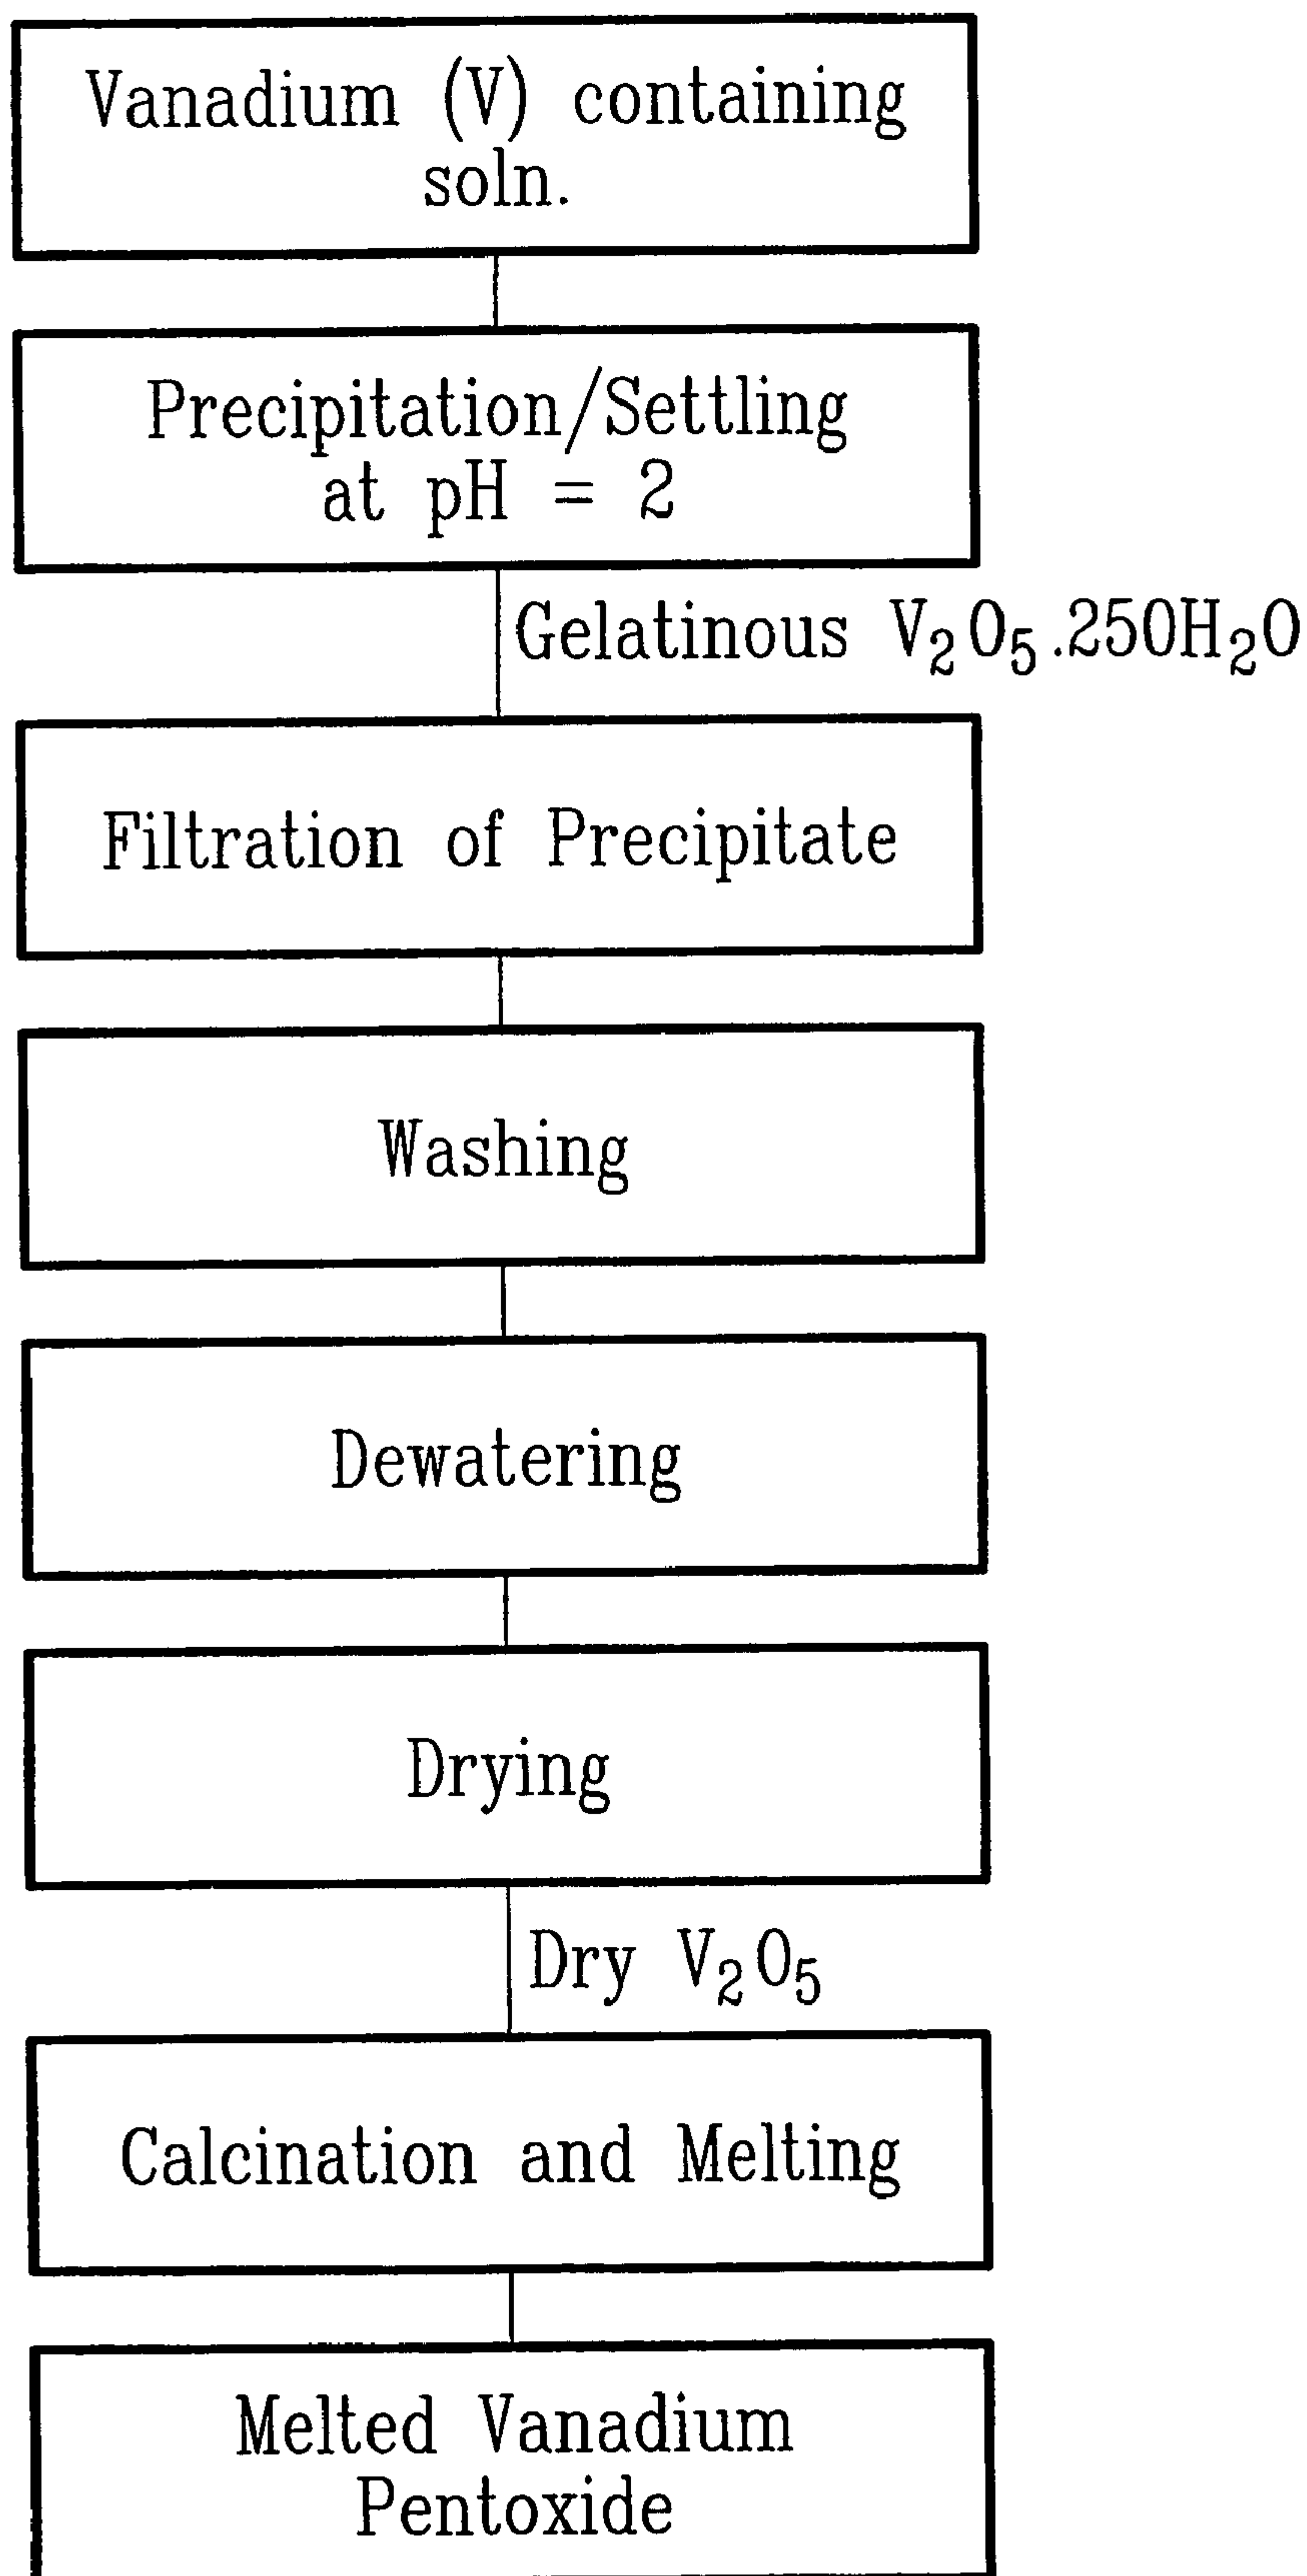 Vanadium (V) containing
soln.
Precipitation/Settling
at pH = 2
Gelatinous V₂O₅.250H₂O
Filtration of Precipitate
Washing
Dewatering
Drying
Dry V₂O₅
Calcination and Melting
Melted Vanadium
Pentoxide